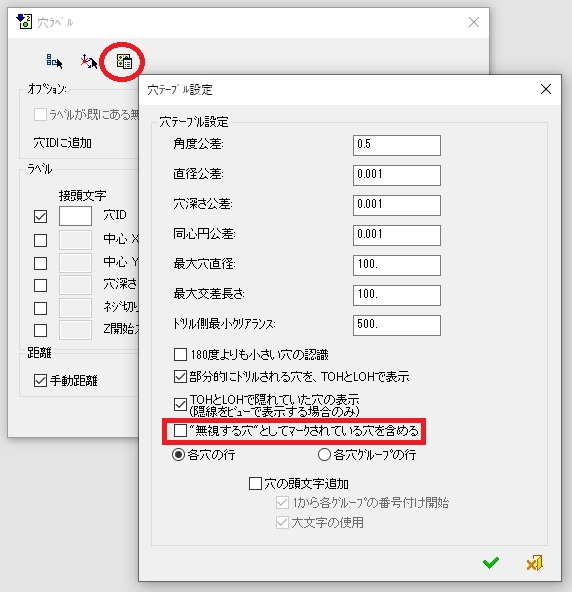 穴ﾗﾍﾞﾙ
ｵﾌﾟｼｮﾝ:
ﾗﾍﾞﾙが既にある無
穴IDに追加
ﾗﾍﾞﾙ
接頭文字
穴ID
中心 X
中心 Y
穴深さ
ﾈｼﾞ切り
Z開始
距離
手動距離
穴ﾃｰﾌﾞﾙ設定
穴ﾃｰﾌﾞﾙ設定
角度公差: 0.5
直径公差: 0.001
穴深さ公差: 0.001
同心円公差: 0.001
最大穴直径: 100.
最大交差長さ: 100.
ﾄﾞﾘﾙ側最小ｸﾘｱﾗﾝｽ: 500.
180度よりも小さい穴の認識
部分的にﾄﾞﾘﾙされる穴を、TOHとLOHで表示
TOHとLOHで隠れていた穴の表示
(隠線をﾋﾞｭｰで表示する場合のみ)
"無視する穴"としてﾏｰｸされている穴を含める
各穴の行 各穴ｸﾞﾙｰﾌﾟの行
穴の頭文字追加
1から各ｸﾞﾙｰﾌﾟの番号付け開始
大文字の使用